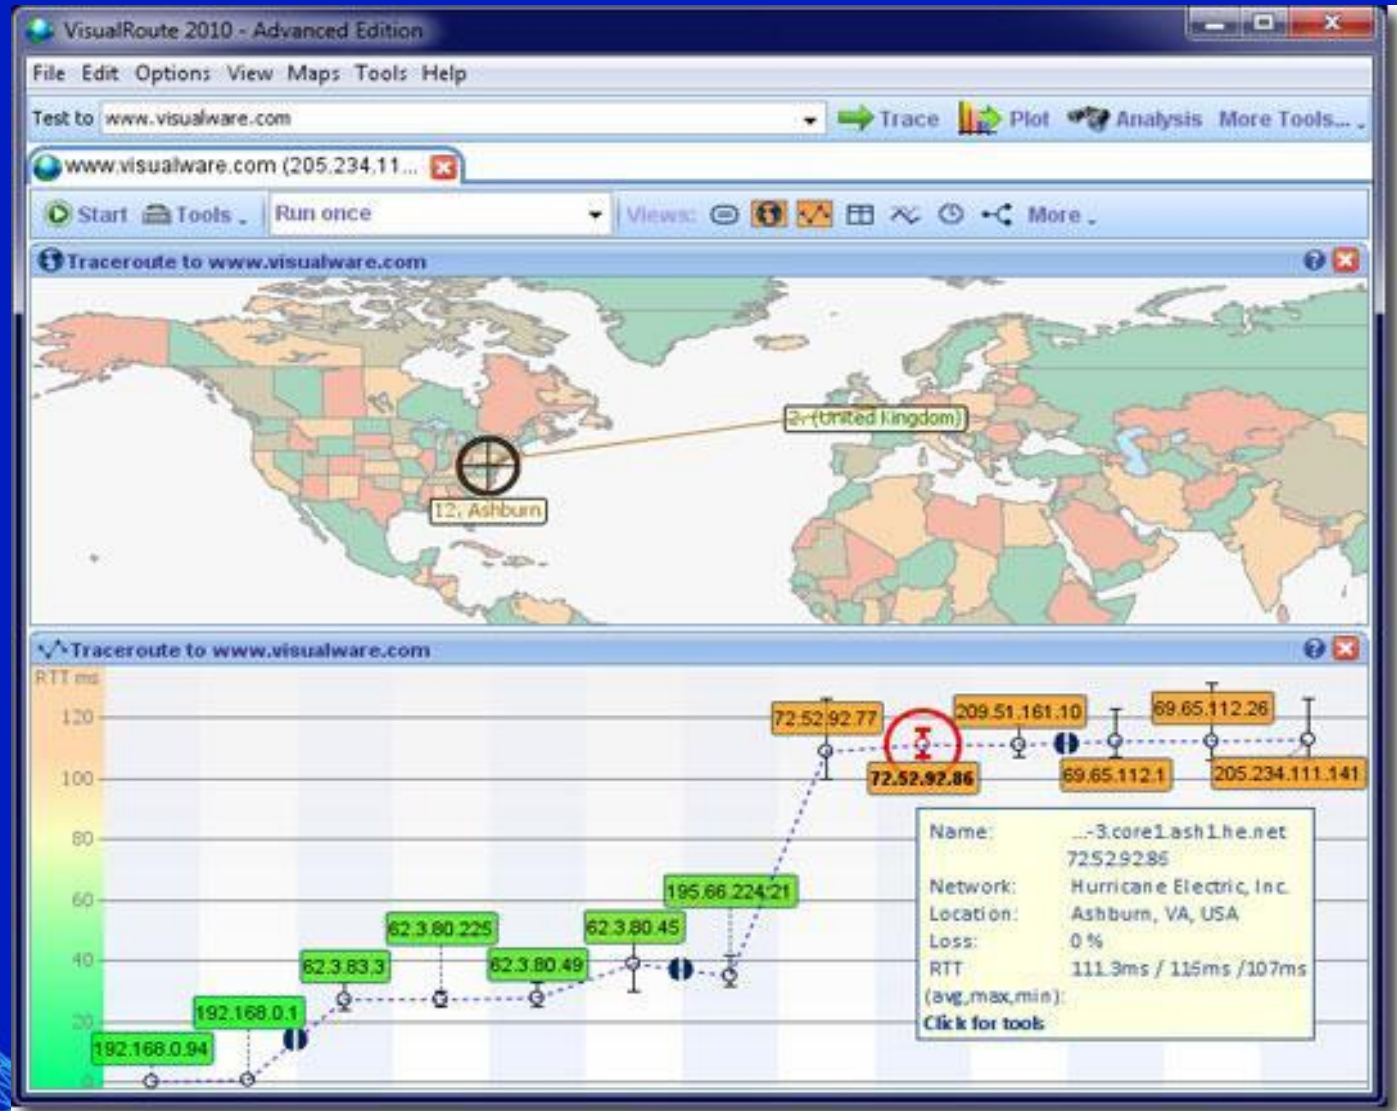 VisualRoute 2010 - Advanced Edition
File Edit Options View Maps Tools Help
Test to www.visualware.com Trace Plot Analysis More Tools...
www.visualware.com (205.234.11...
Start Tools Run once Views: More
Traceroute to www.visualware.com
2, (United Kingdom)
12, Ashburn
Traceroute to www.visualware.com
RTT ms
120
100
80
60
40
20
0
192.168.0.94
192.168.0.1
62.3.83.3
62.3.80.225
62.3.80.49
62.3.80.45
195.66.224.21
72.52.92.77
72.52.92.86
209.51.161.10
69.65.112.1
69.65.112.26
205.234.111.141
Name: ...-3.core1.ash1.he.net
72.52.92.86
Network: Hurricane Electric, Inc.
Location: Ashburn, VA, USA
Loss: 0 %
RTT 111.3ms / 115ms /107ms
(avg,max,min):
Click for tools